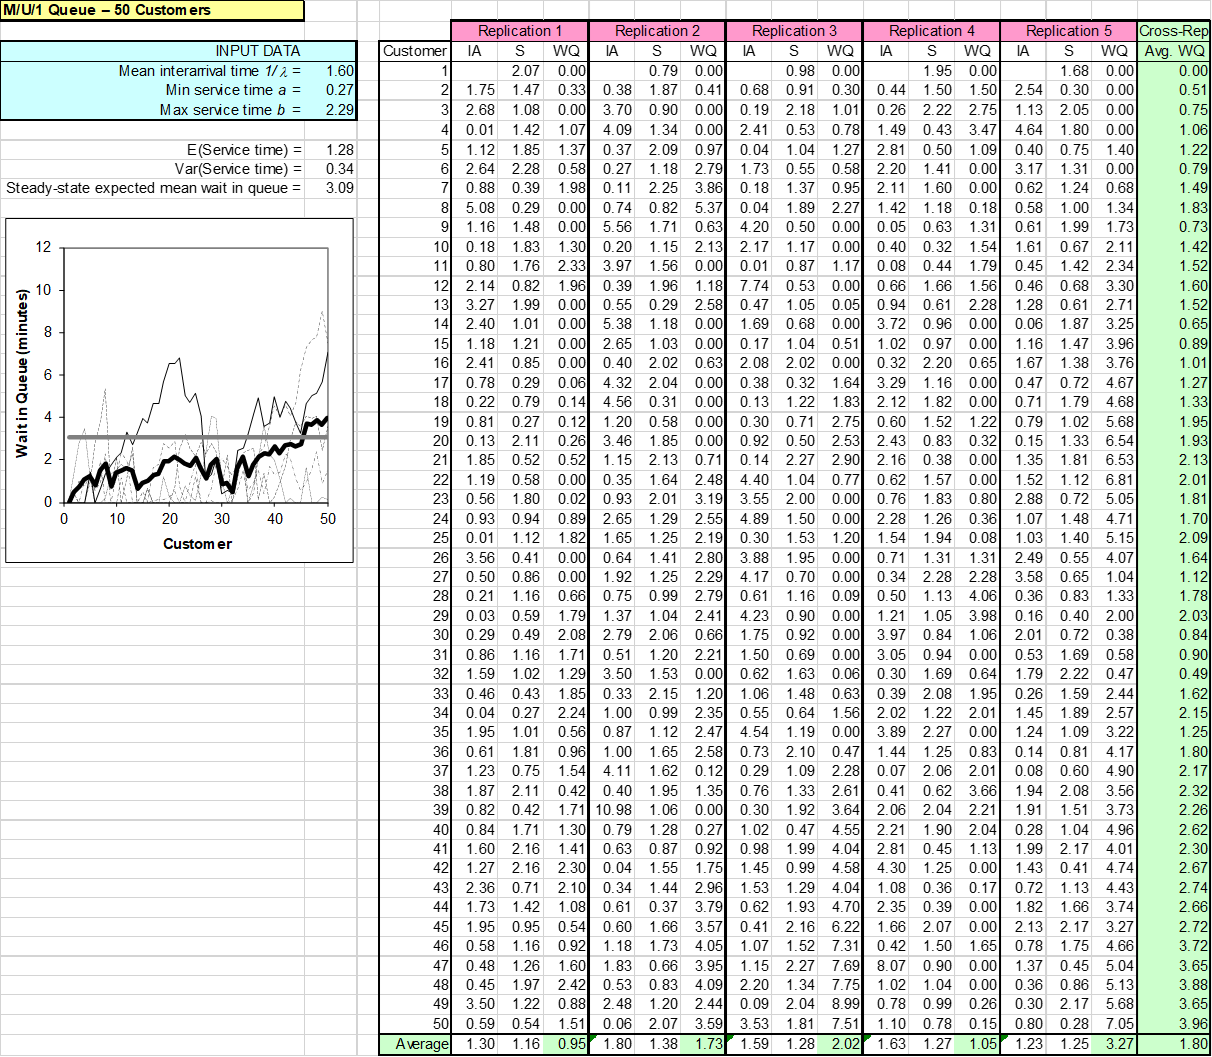 M/U/1 Queue – 50 Customers
Replication 1 Replication 2 Replication 3 Replication 4 Replication 5 Cross-Rep
INPUT DATA Customer IA S WQ IA S WQ IA S WQ IA S WQ IA S WQ Avg. WQ
Mean interarrival time 1/λ = 1.60 1 2.07 0.00 0.79 0.00 0.98 0.00 1.95 0.00 1.68 0.00 0.00
Min service time a = 0.27 2 1.75 1.47 0.33 0.38 1.87 0.41 0.68 0.91 0.30 0.44 1.50 1.50 2.54 0.30 0.00 0.51
Max service time b = 2.29 3 2.68 1.08 0.00 3.70 0.90 0.00 0.19 2.18 1.01 0.26 2.22 2.75 1.13 2.05 0.00 0.75
4 0.01 1.42 1.07 4.09 1.34 0.00 2.41 0.53 0.78 1.49 0.43 3.47 4.64 1.80 0.00 1.06
E(Service time) = 1.28 5 1.12 1.85 1.37 0.37 2.09 0.97 0.04 1.04 1.27 2.81 0.50 1.09 0.40 0.75 1.40 1.22
Var(Service time) = 0.34 6 2.64 2.28 0.58 0.27 1.18 2.79 1.73 0.55 0.58 2.20 1.41 0.00 3.17 1.31 0.00 0.79
Steady-state expected mean wait in queue = 3.09 7 0.88 0.39 1.98 0.11 2.25 3.86 0.18 1.37 0.95 2.11 1.60 0.00 0.62 1.24 0.68 1.49
8 5.08 0.29 0.00 0.74 0.82 5.37 0.04 1.89 2.27 1.42 1.18 0.18 0.58 1.00 1.34 1.83
9 1.16 1.48 0.00 5.56 1.71 0.63 4.20 0.50 0.00 0.05 0.63 1.31 0.61 1.99 1.73 0.73
10 0.18 1.83 1.30 0.20 1.15 2.13 2.17 1.17 0.00 0.40 0.32 1.54 1.61 0.67 2.11 1.42
11 0.80 1.76 2.33 3.97 1.56 0.00 0.01 0.87 1.17 0.08 0.44 1.79 0.45 1.42 2.34 1.52
12 2.14 0.82 1.96 0.39 1.96 1.18 7.74 0.53 0.00 0.66 1.66 1.56 0.46 0.68 3.30 1.60
13 3.27 1.99 0.00 0.55 0.29 2.58 0.47 1.05 0.05 0.94 0.61 2.28 1.28 0.61 2.71 1.52
14 2.40 1.01 0.00 5.38 1.18 0.00 1.69 0.68 0.00 3.72 0.96 0.00 0.06 1.87 3.25 0.65
15 1.18 1.21 0.00 2.65 1.03 0.00 0.17 1.04 0.51 1.02 0.97 0.00 1.16 1.47 3.96 0.89
16 2.41 0.85 0.00 0.40 2.02 0.63 2.08 2.02 0.00 0.32 2.20 0.65 1.67 1.38 3.76 1.01
17 0.78 0.29 0.06 4.32 2.04 0.00 0.38 0.32 1.64 3.29 1.16 0.00 0.47 0.72 4.67 1.27
18 0.22 0.79 0.14 4.56 0.31 0.00 0.13 1.22 1.83 2.12 1.82 0.00 0.71 1.79 4.68 1.33
19 0.81 0.27 0.12 1.20 0.58 0.00 0.30 0.71 2.75 0.60 1.52 1.22 0.79 1.02 5.68 1.95
20 0.13 2.11 0.26 3.46 1.85 0.00 0.92 0.50 2.53 2.43 0.83 0.32 0.15 1.33 6.54 1.93
21 1.85 0.52 0.52 1.15 2.13 0.71 0.14 2.27 2.90 2.16 0.38 0.00 1.35 1.81 6.53 2.13
22 1.19 0.58 0.00 0.35 1.64 2.48 4.40 1.04 0.77 0.62 1.57 0.00 1.52 1.12 6.81 2.01
23 0.56 1.80 0.02 0.93 2.01 3.19 3.55 2.00 0.00 0.76 1.83 0.80 2.88 0.72 5.05 1.81
24 0.93 0.94 0.89 2.65 1.29 2.55 4.89 1.50 0.00 2.28 1.26 0.36 1.07 1.48 4.71 1.70
25 0.01 1.12 1.82 1.65 1.25 2.19 0.30 1.53 1.20 1.54 1.94 0.08 1.03 1.40 5.15 2.09
26 3.56 0.41 0.00 0.64 1.41 2.80 3.88 1.95 0.00 0.71 1.31 1.31 2.49 0.55 4.07 1.64
27 0.50 0.86 0.00 1.92 1.25 2.29 4.17 0.70 0.00 0.34 2.28 2.28 3.58 0.65 1.04 1.12
28 0.21 1.16 0.66 0.75 0.99 2.79 0.61 1.16 0.09 0.50 1.13 4.06 0.36 0.83 1.33 1.78
29 0.03 0.59 1.79 1.37 1.04 2.41 4.23 0.90 0.00 1.21 1.05 3.98 0.16 0.40 2.00 2.03
30 0.29 0.49 2.08 2.79 2.06 0.66 1.75 0.92 0.00 3.97 0.84 1.06 2.01 0.72 0.38 0.84
31 0.86 1.16 1.71 0.51 1.20 2.21 1.50 0.69 0.00 3.05 0.94 0.00 0.53 1.69 0.58 0.90
32 1.59 1.02 1.29 3.50 1.53 0.00 0.62 1.63 0.06 0.30 1.69 0.64 1.79 2.22 0.47 0.49
33 0.46 0.43 1.85 0.33 2.15 1.20 1.06 1.48 0.63 0.39 2.08 1.95 0.26 1.59 2.44 1.62
34 0.04 0.27 2.24 1.00 0.99 2.35 0.55 0.64 1.56 2.02 1.22 2.01 1.45 1.89 2.57 2.15
35 1.95 1.01 0.56 0.87 1.12 2.47 4.54 1.19 0.00 3.89 2.27 0.00 1.24 1.09 3.22 1.25
36 0.61 1.81 0.96 1.00 1.65 2.58 0.73 2.10 0.47 1.44 1.25 0.83 0.14 0.81 4.17 1.80
37 1.23 0.75 1.54 4.11 1.62 0.12 0.29 1.09 2.28 0.07 2.06 2.01 0.08 0.60 4.90 2.17
38 1.87 2.11 0.42 0.40 1.95 1.35 0.76 1.33 2.61 0.41 0.62 3.66 1.94 2.08 3.56 2.32
39 0.82 0.42 1.71 10.98 1.06 0.00 0.30 1.92 3.64 2.06 2.04 2.21 1.91 1.51 3.73 2.26
40 0.84 1.71 1.30 0.79 1.28 0.27 1.02 0.47 4.55 2.21 1.90 2.04 0.28 1.04 4.96 2.62
41 1.60 2.16 1.41 0.63 0.87 0.92 0.98 1.99 4.04 2.81 0.45 1.13 1.99 2.17 4.01 2.30
42 1.27 2.16 2.30 0.04 1.55 1.75 1.45 0.99 4.58 4.30 1.25 0.00 1.43 0.41 4.74 2.67
43 2.36 0.71 2.10 0.34 1.44 2.96 1.53 1.29 4.04 1.08 0.36 0.17 0.72 1.13 4.43 2.74
44 1.73 1.42 1.08 0.61 0.37 3.79 0.62 1.93 4.70 2.35 0.39 0.00 1.82 1.66 3.74 2.66
45 1.95 0.95 0.54 0.60 1.66 3.57 0.41 2.16 6.22 1.66 2.07 0.00 2.13 2.17 3.27 2.72
46 0.58 1.16 0.92 1.18 1.73 4.05 1.07 1.52 7.31 0.42 1.50 1.65 0.78 1.75 4.66 3.72
47 0.48 1.26 1.60 1.83 0.66 3.95 1.15 2.27 7.69 8.07 0.90 0.00 1.37 0.45 5.04 3.65
48 0.45 1.97 2.42 0.53 0.83 4.09 2.20 1.34 7.75 1.02 1.04 0.00 0.36 0.86 5.13 3.88
49 3.50 1.22 0.88 2.48 1.20 2.44 0.09 2.04 8.99 0.78 0.99 0.26 0.30 2.17 5.68 3.65
50 0.59 0.54 1.51 0.06 2.07 3.59 3.53 1.81 7.51 1.10 0.78 0.15 0.80 0.28 7.05 3.96
Average 1.30 1.16 0.95 1.80 1.38 1.73 1.59 1.28 2.02 1.63 1.27 1.05 1.23 1.25 3.27 1.80
Wait in Queue (minutes)
12
10
8
6
4
2
0
0 10 20 30 40 50
Customer